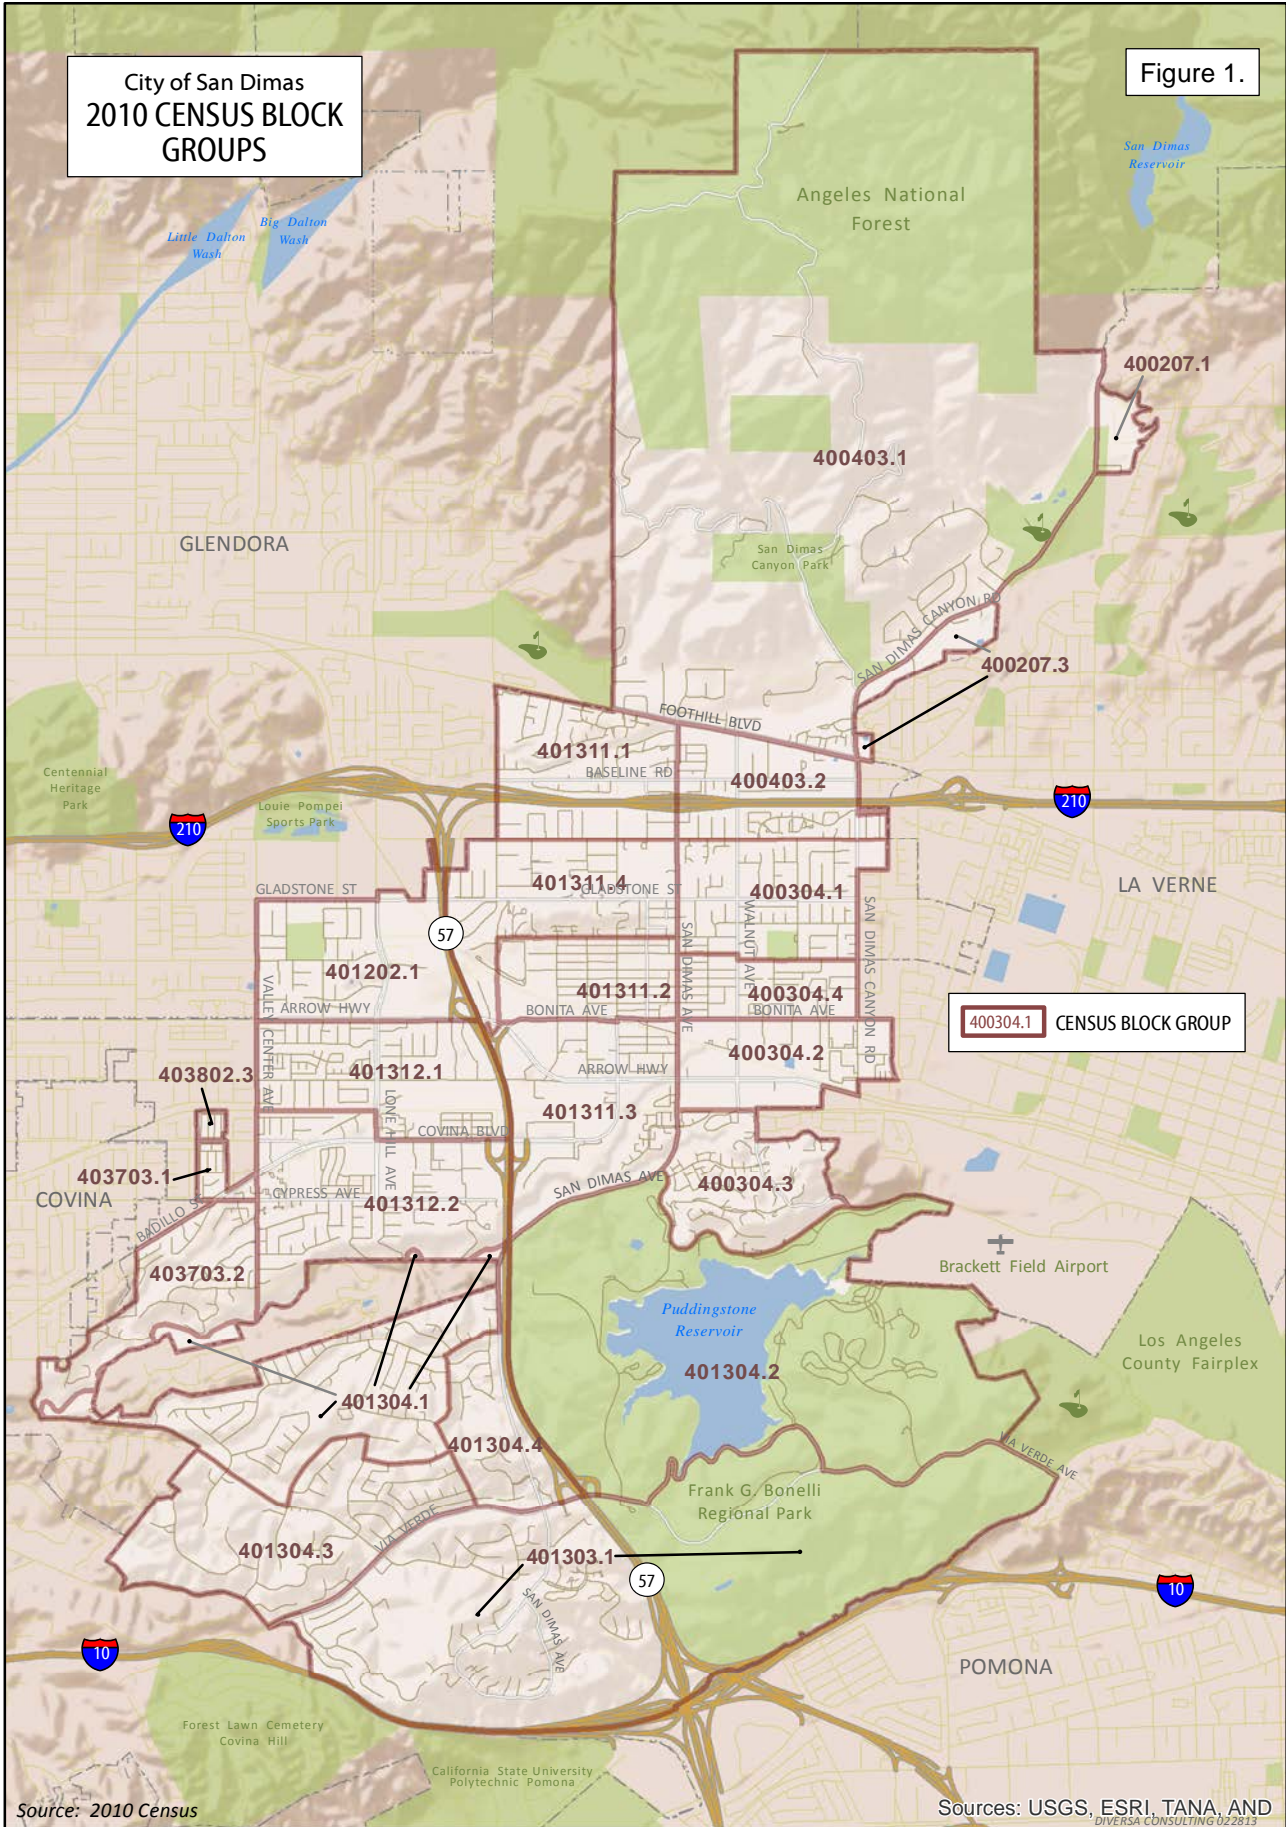 City of San Dimas
2010 CENSUS BLOCK
GROUPS
Figure 1.
San Dimas
Reservoir
Angeles National
Forest
Big Dalton
Wash
Little Dalton
Wash
400207.1
400403.1
GLENDORA
San Dimas
Canyon Park
SAN DIMAS CANYON RD
400207.3
FOOTHILL BLVD
401311.1
BASELINE RD
400403.2
Centennial
Heritage
Park
Louie Pompei
Sports Park
210
210
LA VERNE
GLADSTONE ST
401311.4
GLADSTONE ST
400304.1
57
SAN DIMAS AVE
WALNUT AVE
SAN DIMAS CANYON RD
401202.1
VALLEY CENTER AVE
ARROW HWY
401311.2
BONITA AVE
400304.4
BONITA AVE
400304.1
CENSUS BLOCK GROUP
400304.2
403802.3
401312.1
ARROW HWY
LONE HILL AVE
401311.3
COVINA BLVD
403703.1
COVINA
BADILLO ST
CYPRESS AVE
401312.2
SAN DIMAS AVE
400304.3
403703.2
Brackett Field Airport
Puddingstone
Reservoir
Los Angeles
County Fairplex
401304.2
401304.1
401304.4
VIA VERDE AVE
Frank G. Bonelli
Regional Park
VIA VERDE
401304.3
401303.1
57
SAN DIMAS AVE
10
10
POMONA
Forest Lawn Cemetery
Covina Hill
California State University
Polytechnic Pomona
Source: 2010 Census
Sources: USGS, ESRI, TANA, AND
DIVERSA CONSULTING 022813